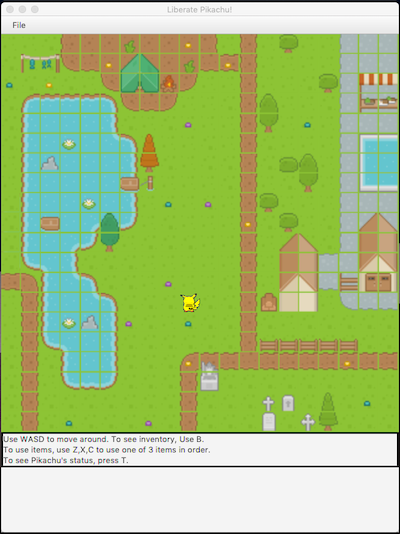 Liberate Pikachu!
File
Use WASD to move around. To see inventory, Use B.
To use items, use Z,X,C to use one of 3 items in order.
To see Pikachu's status, press T.